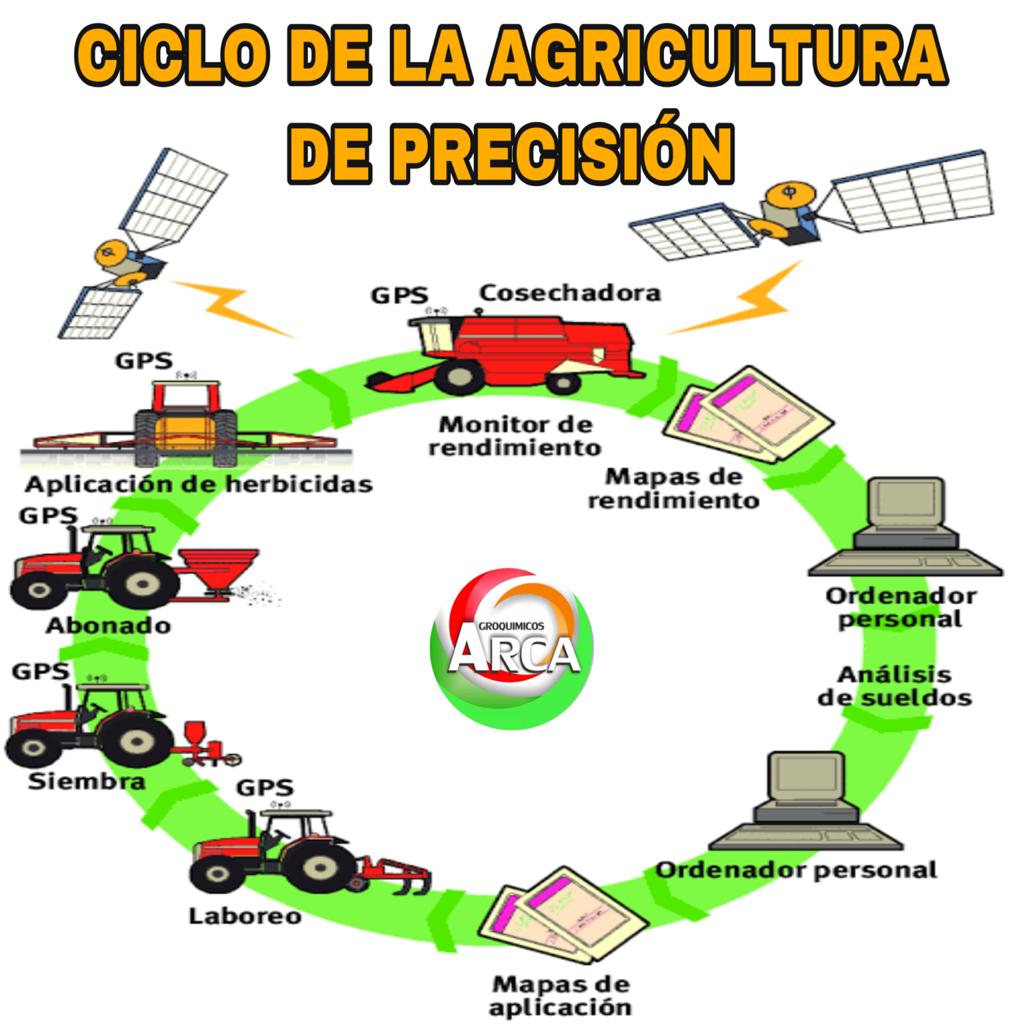 CICLO DE LA AGRICULTURA
DE PRECISIÓN
GPS
Cosechadora
Monitor de
rendimiento
Mapas de
rendimiento
Ordenador
personal
Análisis
de sueldos
Ordenador personal
Mapas de
aplicación
GPS
Laboreo
GPS
Siembra
GPS
Abonado
GPS
Aplicación de herbicidas
GROQUIMICOS
ARCA